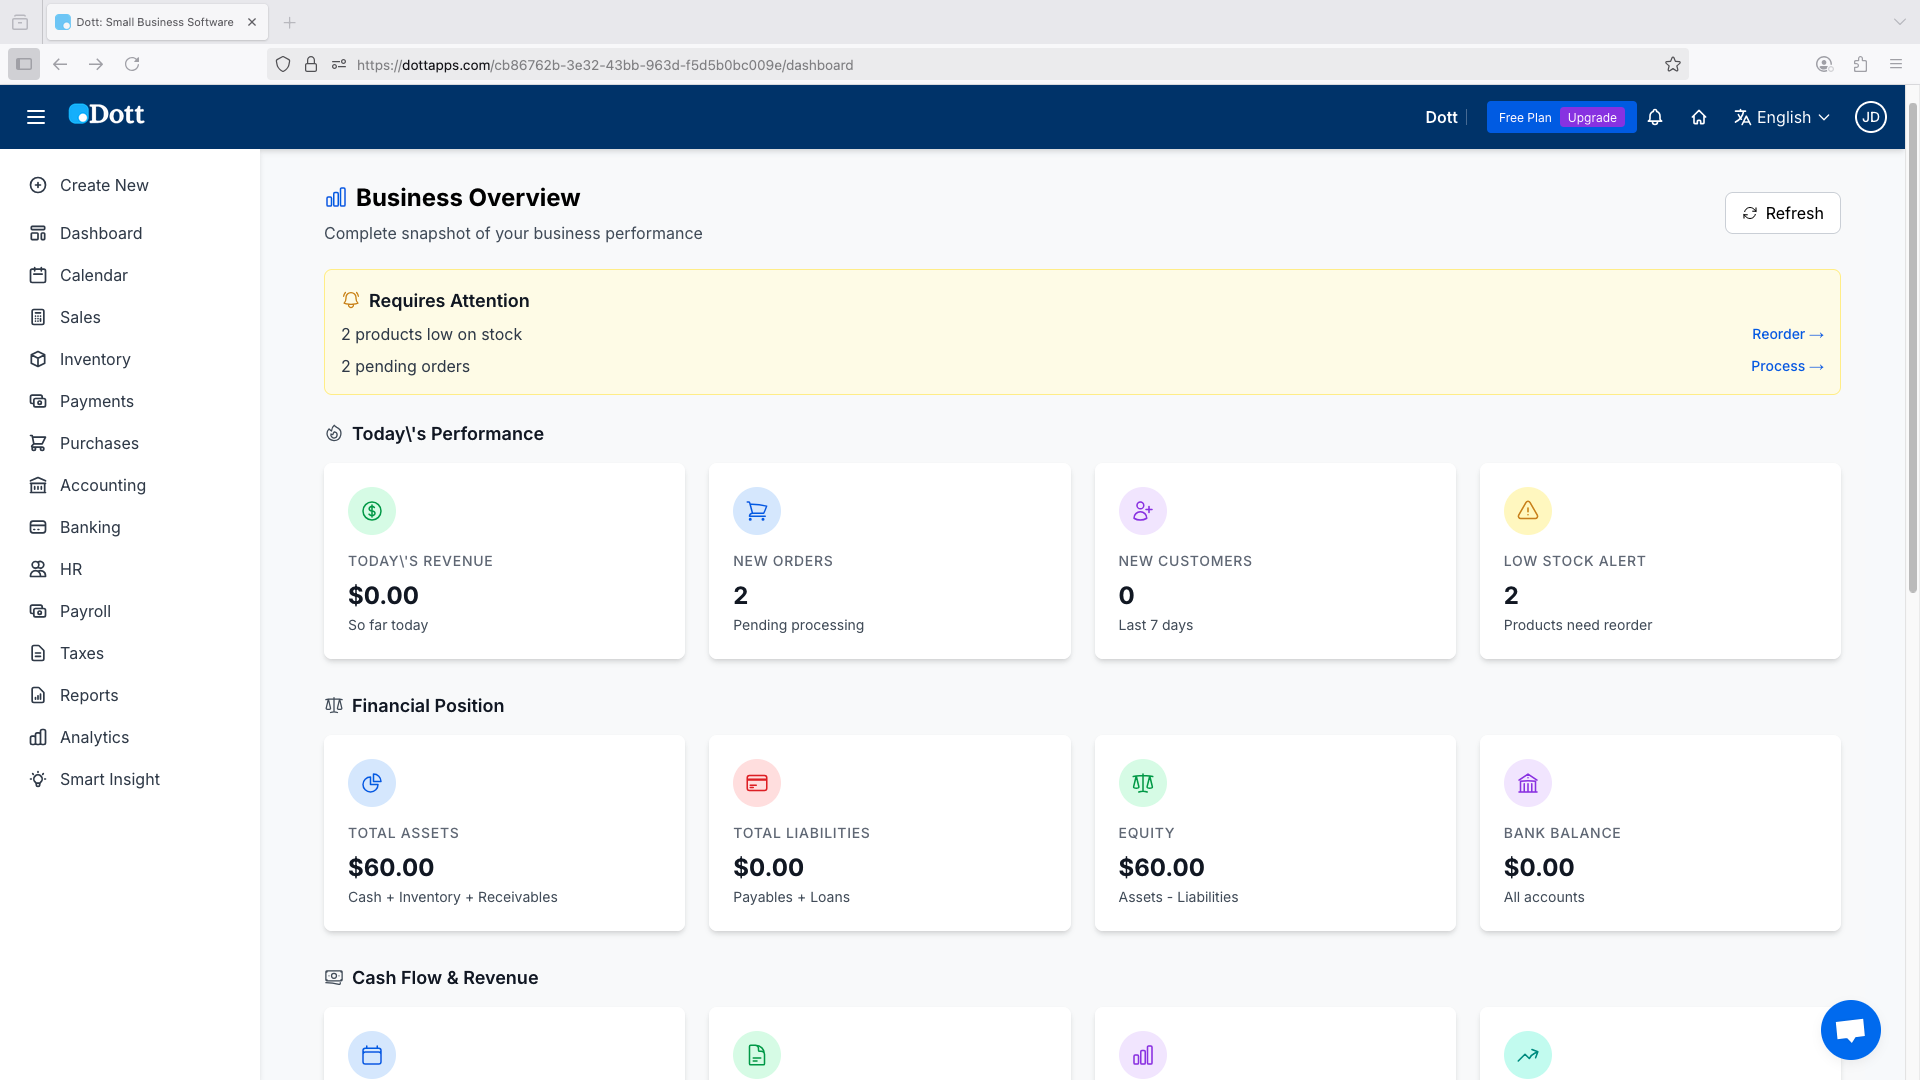 Dott: Small Business Software
https://dottapps.com/cb86762b-3e32-43bb-963d-f5d5b0bc009e/dashboard
Dott
Dott
Free Plan
Upgrade
English
JD
Create New
Dashboard
Calendar
Sales
Inventory
Payments
Purchases
Accounting
Banking
HR
Payroll
Taxes
Reports
Analytics
Smart Insight
Business Overview
Complete snapshot of your business performance
Refresh
Requires Attention
2 products low on stock
Reorder →
2 pending orders
Process →
Today\'s Performance
TODAY\'S REVENUE
$0.00
So far today
NEW ORDERS
2
Pending processing
NEW CUSTOMERS
0
Last 7 days
LOW STOCK ALERT
2
Products need reorder
Financial Position
TOTAL ASSETS
$60.00
Cash + Inventory + Receivables
TOTAL LIABILITIES
$0.00
Payables + Loans
EQUITY
$60.00
Assets - Liabilities
BANK BALANCE
$0.00
All accounts
Cash Flow & Revenue